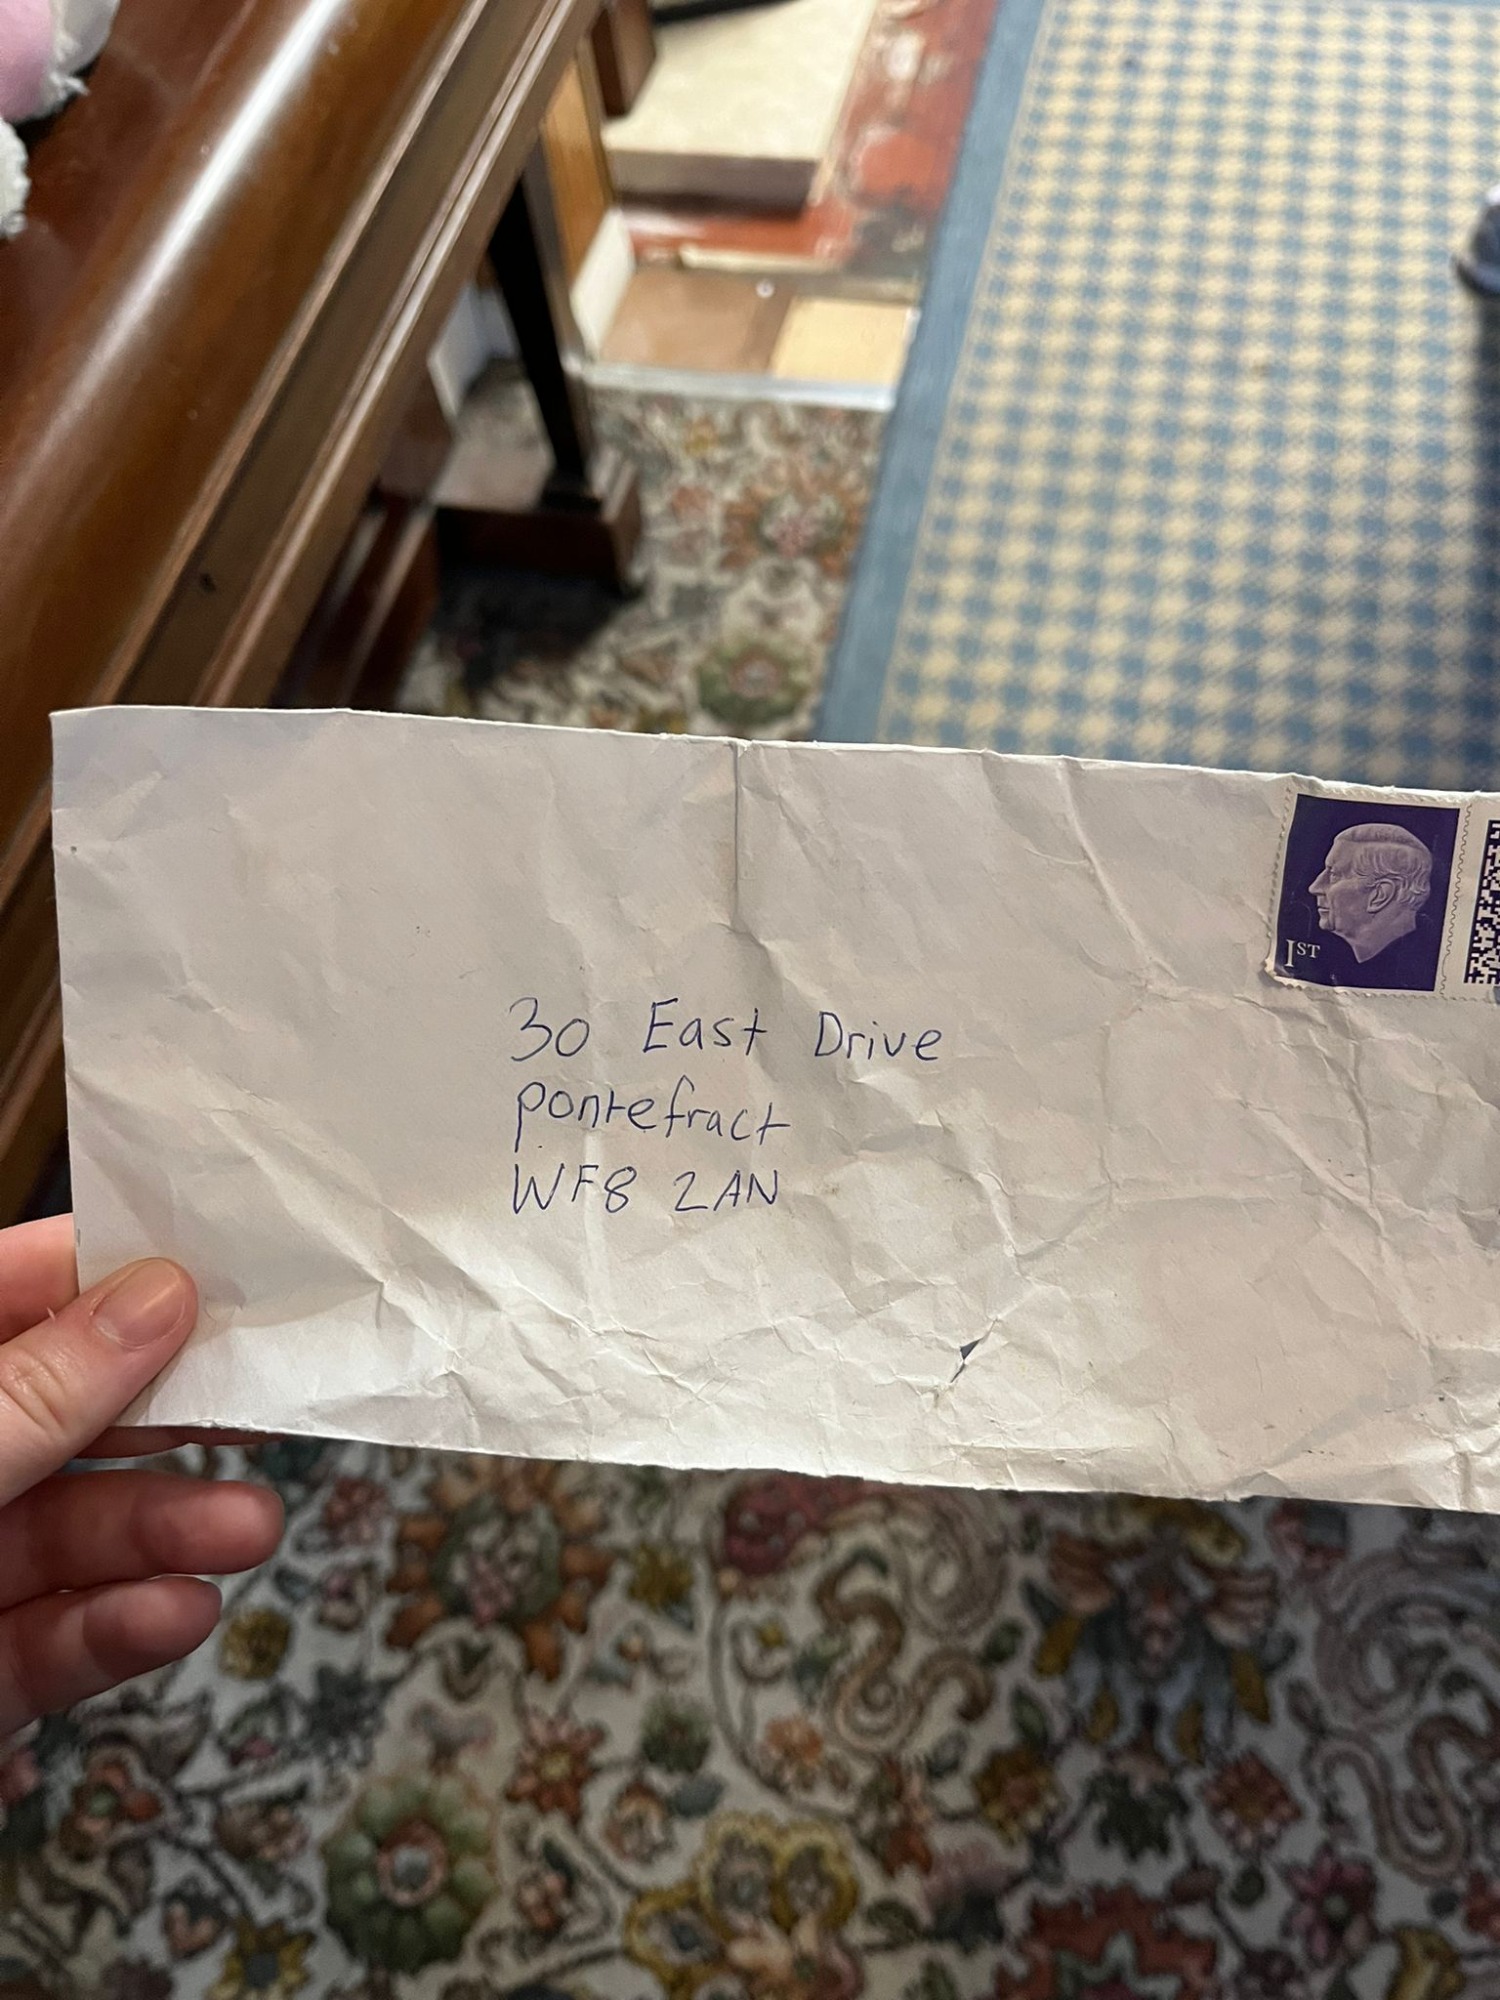 1ST
30 East Drive
pontefract
WF8 2AN